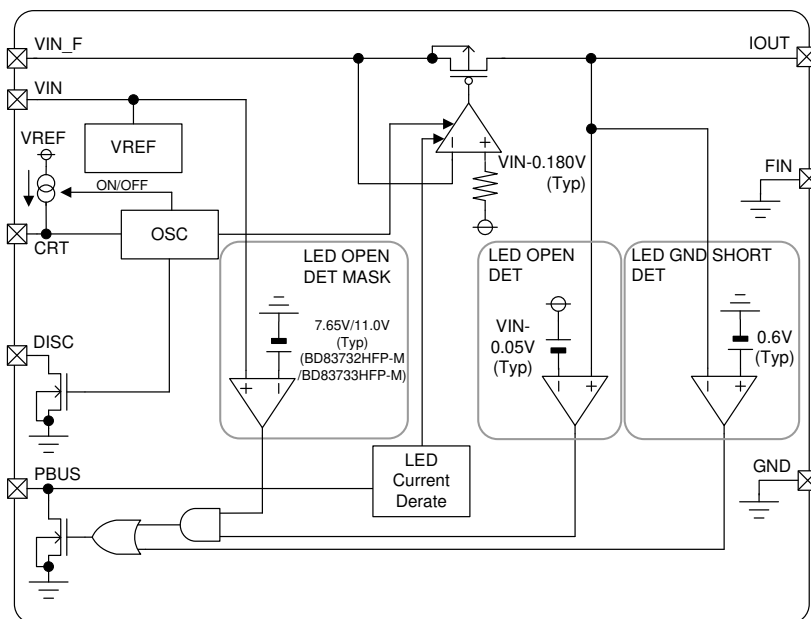 VIN_F
IOUT
VIN
VREF
VREF
VIN-0.180V
(Typ)
ON/OFF
FIN
OSC
CRT
LED OPEN
DET MASK
LED OPEN
DET
LED GND SHORT
DET
7.65V/11.0V
(Typ)
(BD83732HFP-M
/BD83733HFP-M)
VIN-
0.05V
(Typ)
0.6V
(Typ)
DISC
LED
Current
Derate
PBUS
GND